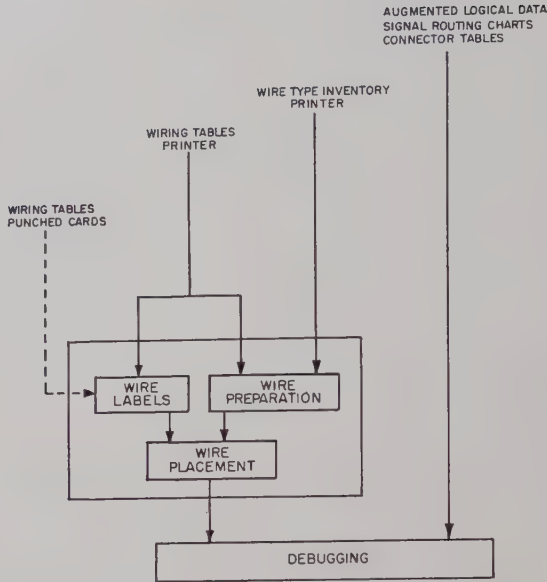 AUGMENTED LOGICAL DATA
SIGNAL ROUTING CHARTS
CONNECTOR TABLES
WIRE TYPE INVENTORY
PRINTER
WIRING TABLES
PRINTER
WIRING TABLES
PUNCHED CARDS
WIRE
LABELS
WIRE
PREPARATION
WIRE
PLACEMENT
DEBUGGING